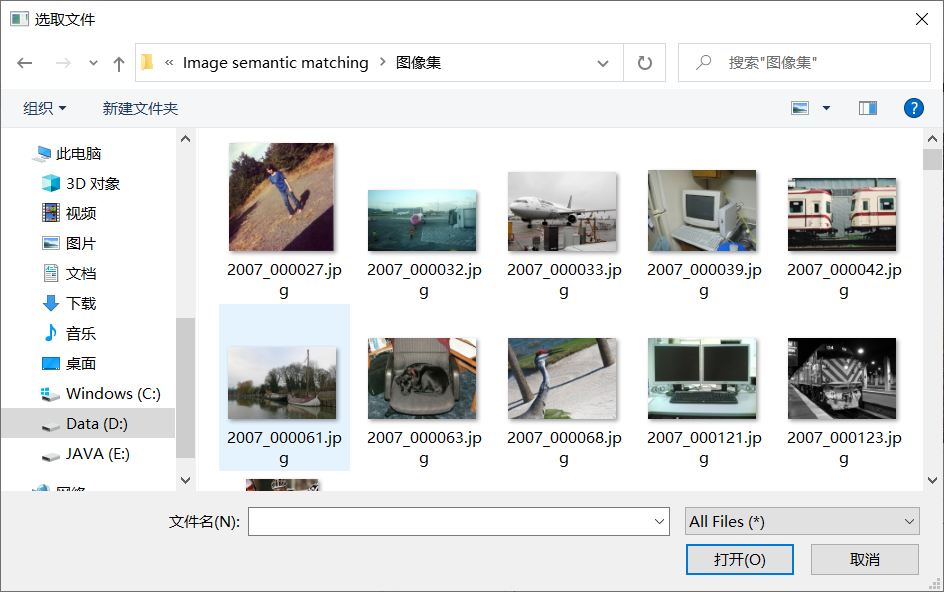 选取文件
« Image semantic matching › 图像集
搜索"图像集"
组织
新建文件夹
?
此电脑
3D 对象
视频
图片
文档
下载
音乐
桌面
Windows (C:)
Data (D:)
JAVA (E:)
网络
2007_000027.jp
g
2007_000032.jp
g
2007_000033.jp
g
2007_000039.jp
g
2007_000042.jp
g
2007_000061.jp
g
2007_000063.jp
g
2007_000068.jp
g
2007_000121.jp
g
2007_000123.jp
g
文件名(N):
All Files (*)
打开(O)
取消